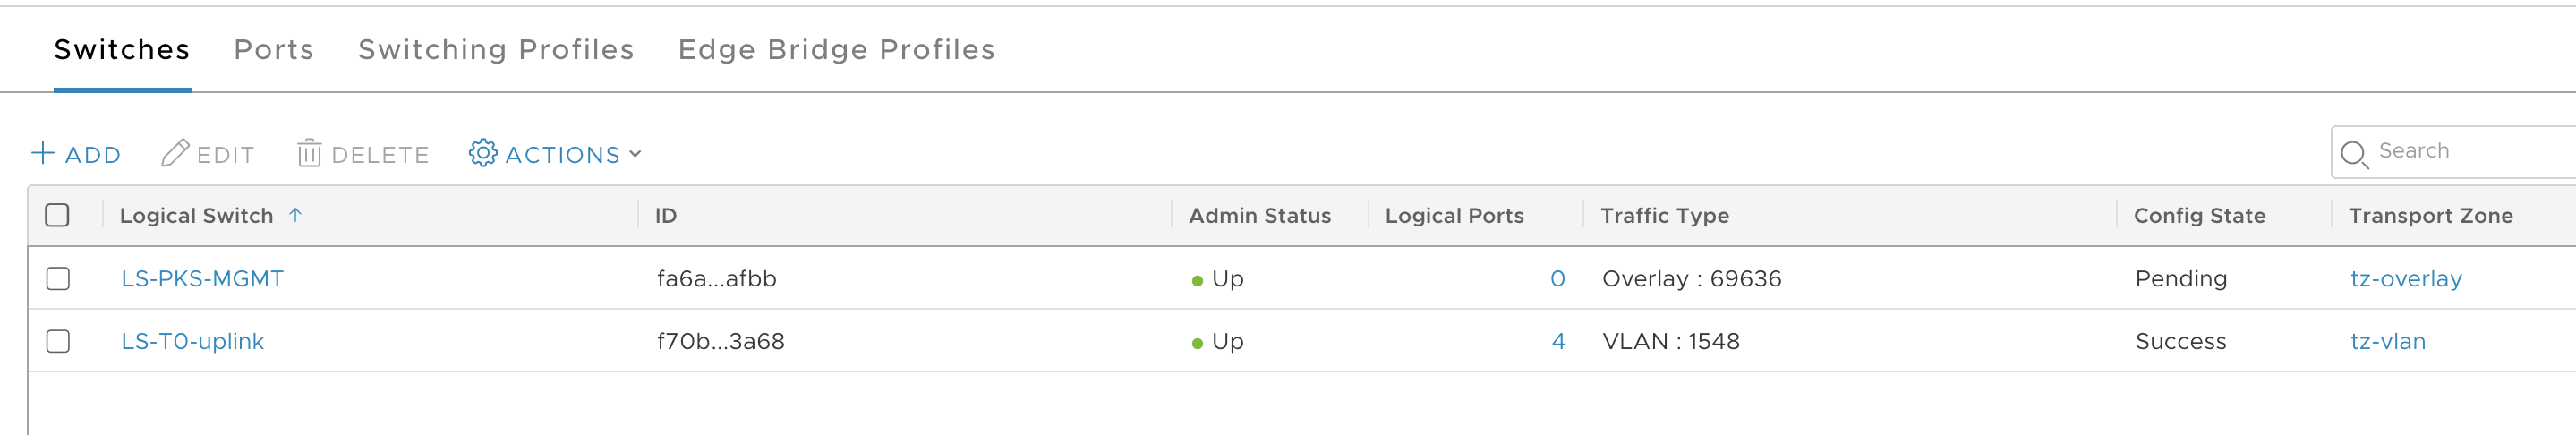 Switches Ports Switching Profiles Edge Bridge Profiles
ADD EDIT DELETE ACTIONS Search
Logical Switch ID Admin Status Logical Ports Traffic Type Config State Transport Zone
LS-PKS-MGMT fa6a...afbb Up 0 Overlay : 69636 Pending tz-overlay
LS-T0-uplink f70b...3a68 Up 4 VLAN : 1548 Success tz-vlan